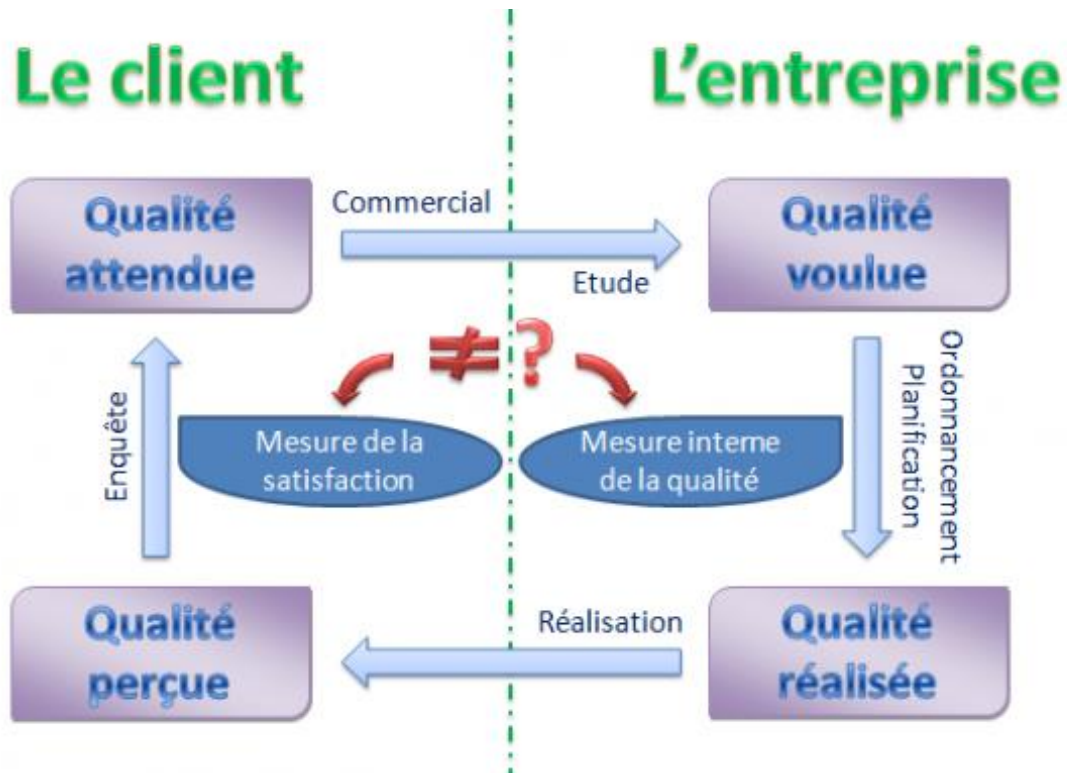 Le client
L'entreprise
Qualité
attendue
Commercial
Etude
Qualité
voulue
≠ ?
Enquête
Mesure de la
satisfaction
Mesure interne
de la qualité
Ordonnancement
Planification
Qualité
perçue
Réalisation
Qualité
réalisée